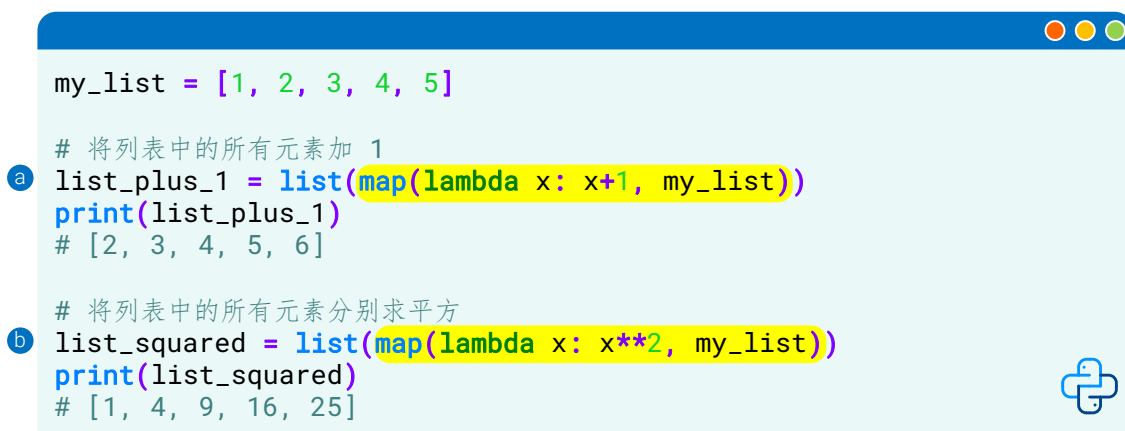 my_list = [1, 2, 3, 4, 5]
# 将列表中的所有元素加 1
a list_plus_1 = list(map(lambda x: x+1, my_list))
print(list_plus_1)
# [2, 3, 4, 5, 6]
# 将列表中的所有元素分别求平方
b list_squared = list(map(lambda x: x**2, my_list))
print(list_squared)
# [1, 4, 9, 16, 25]